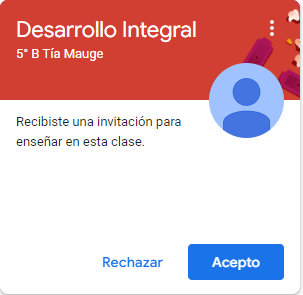 Desarrollo Integral
5° B Tía Mauge
Recibiste una invitación para
enseñar en esta clase.
Rechazar
Acepto